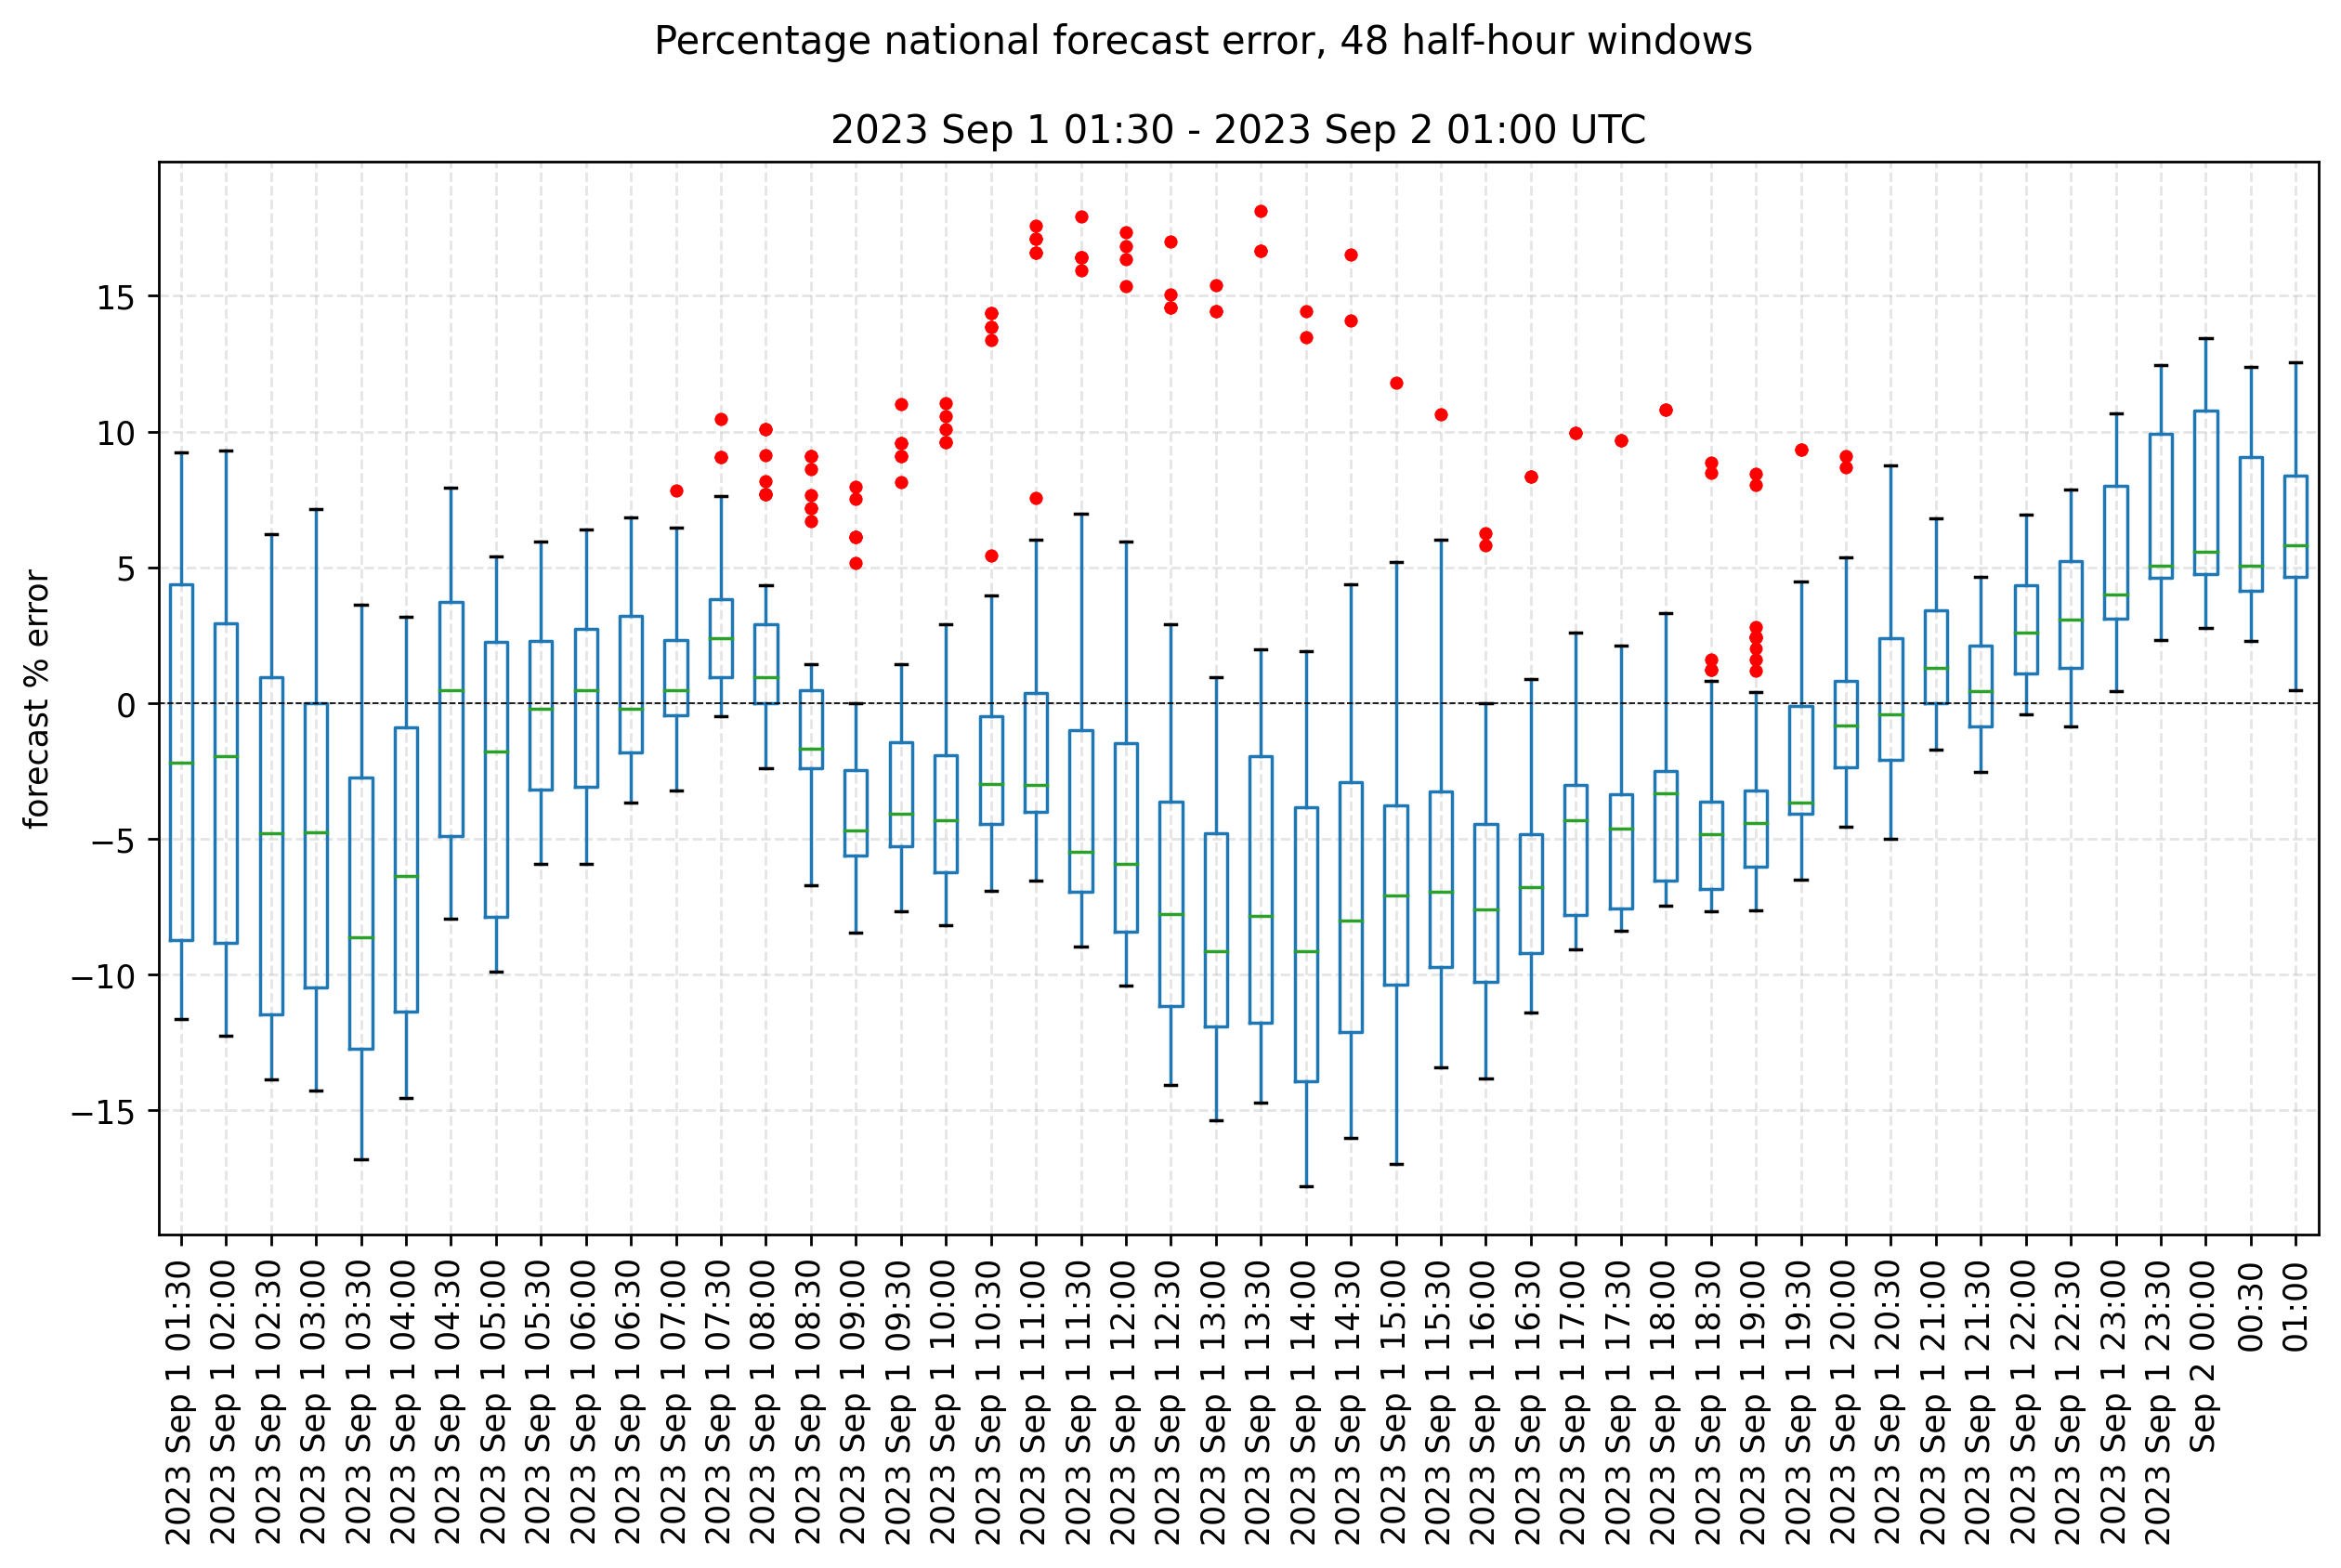 Percentage national forecast error, 48 half-hour windows
2023 Sep 1 01:30 - 2023 Sep 2 01:00 UTC
forecast % error
15
10
5
0
−5
−10
−15
2023 Sep 1 01:30
2023 Sep 1 02:00
2023 Sep 1 02:30
2023 Sep 1 03:00
2023 Sep 1 03:30
2023 Sep 1 04:00
2023 Sep 1 04:30
2023 Sep 1 05:00
2023 Sep 1 05:30
2023 Sep 1 06:00
2023 Sep 1 06:30
2023 Sep 1 07:00
2023 Sep 1 07:30
2023 Sep 1 08:00
2023 Sep 1 08:30
2023 Sep 1 09:00
2023 Sep 1 09:30
2023 Sep 1 10:00
2023 Sep 1 10:30
2023 Sep 1 11:00
2023 Sep 1 11:30
2023 Sep 1 12:00
2023 Sep 1 12:30
2023 Sep 1 13:00
2023 Sep 1 13:30
2023 Sep 1 14:00
2023 Sep 1 14:30
2023 Sep 1 15:00
2023 Sep 1 15:30
2023 Sep 1 16:00
2023 Sep 1 16:30
2023 Sep 1 17:00
2023 Sep 1 17:30
2023 Sep 1 18:00
2023 Sep 1 18:30
2023 Sep 1 19:00
2023 Sep 1 19:30
2023 Sep 1 20:00
2023 Sep 1 20:30
2023 Sep 1 21:00
2023 Sep 1 21:30
2023 Sep 1 22:00
2023 Sep 1 22:30
2023 Sep 1 23:00
2023 Sep 1 23:30
Sep 2 00:00
00:30
01:00